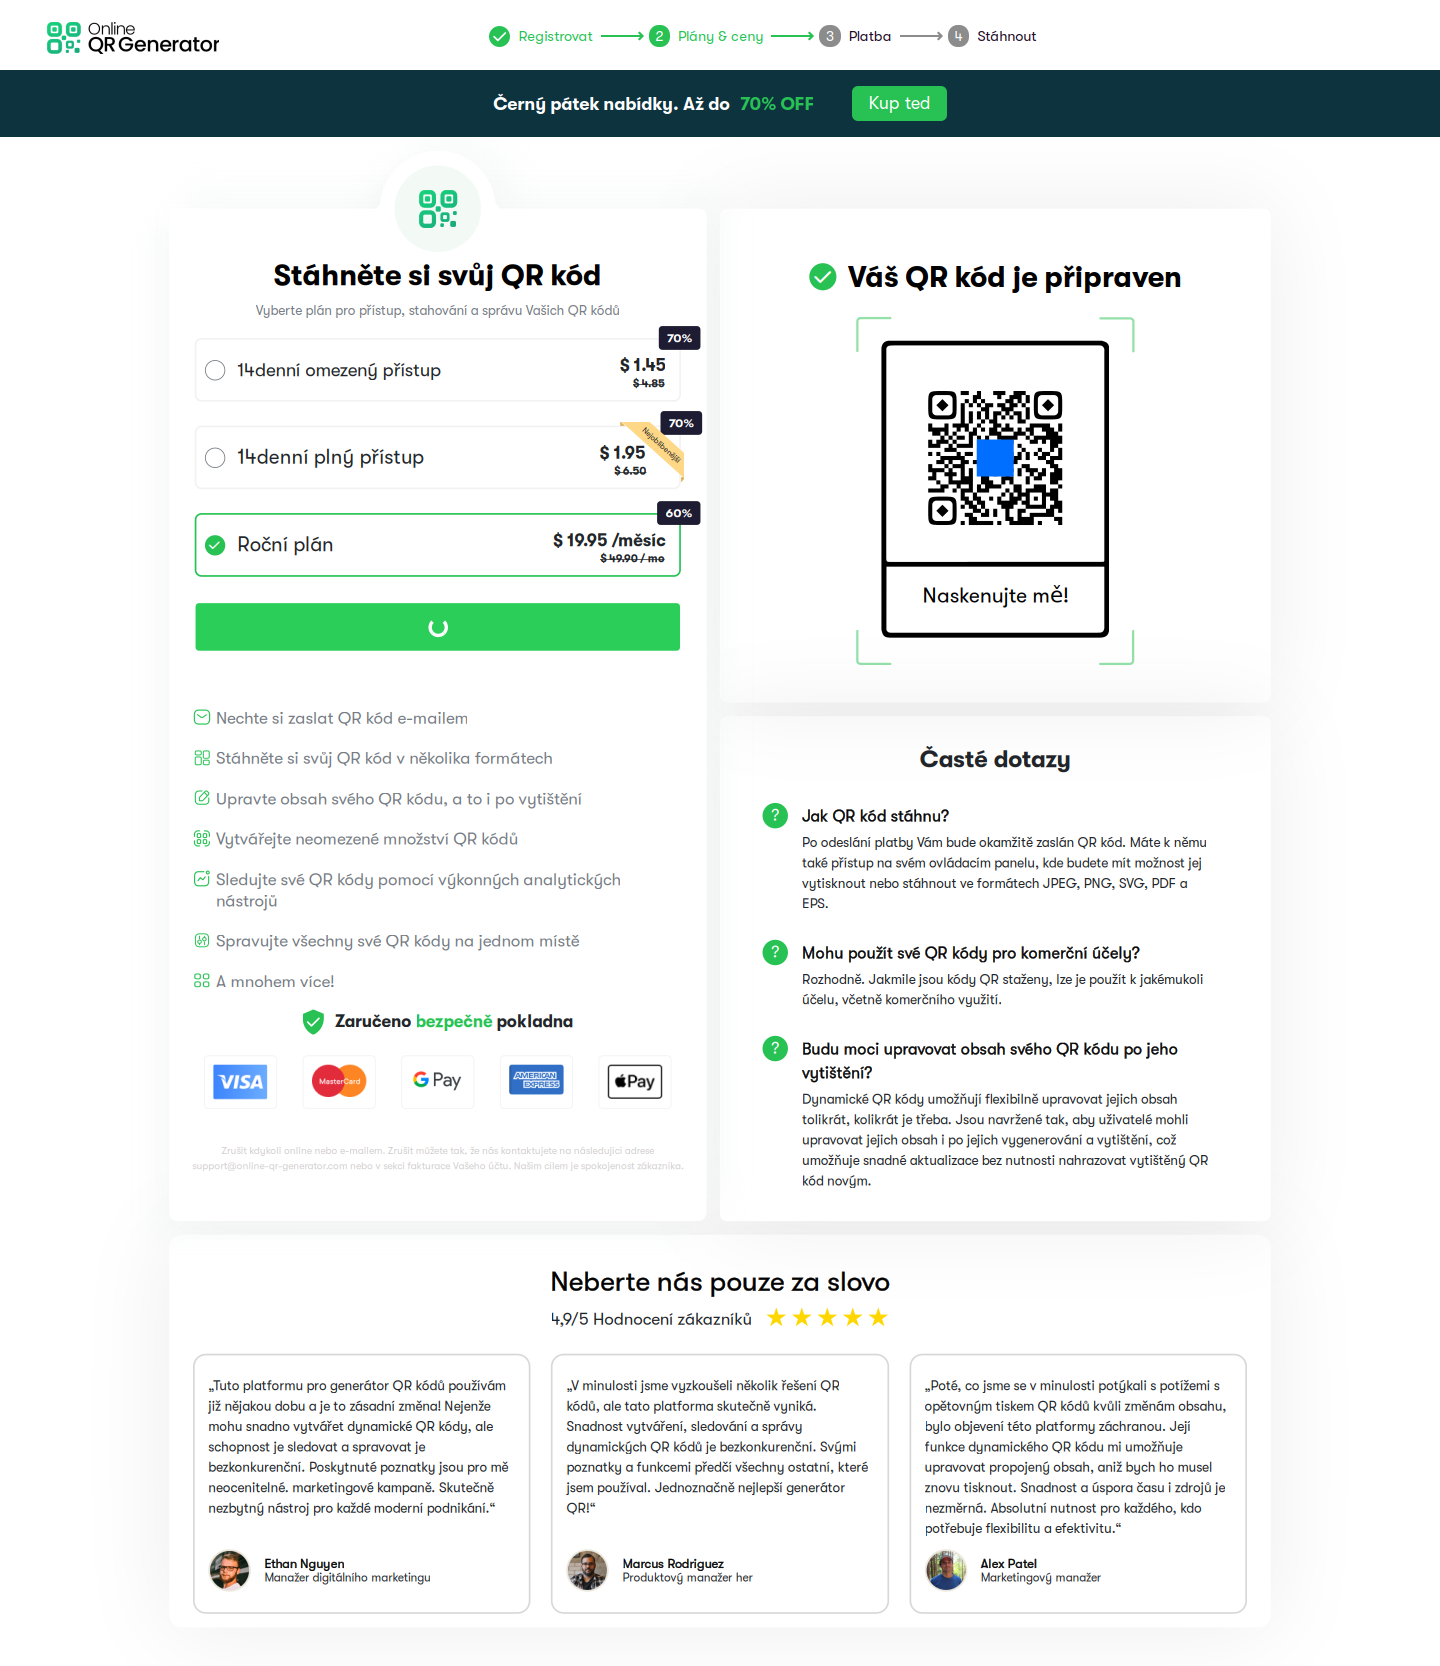 Online
QR Generator
Registrovat
2 Plány & ceny
3 Platba
4 Stáhnout
Černý pátek nabídky. Až do 70% OFF
Kup ted
Stáhněte si svůj QR kód
Vyberte plán pro přístup, stahování a správu Vašich QR kódů
70%
14denní omezený přístup
$ 1.45
$ 4.85
70%
Nejoblíbenější
14denní plný přístup
$ 1.95
$ 6.50
60%
Roční plán
$ 19.95 /měsíc
$ 49.90 / mo
Nechte si zaslat QR kód e-mailem
Stáhněte si svůj QR kód v několika formátech
Upravte obsah svého QR kódu, a to i po vytištění
Vytvářejte neomezené množství QR kódů
Sledujte své QR kódy pomocí výkonných analytických
nástrojů
Spravujte všechny své QR kódy na jednom místě
A mnohem více!
Zaručeno bezpečně pokladna
VISA
MasterCard
G Pay
AMERICAN
EXPRESS
Pay
Zrušit kdykoli online nebo e-mailem. Zrušit můžete tak, že nás kontaktujete na následující adrese
support@online-qr-generator.com nebo v sekci fakturace Vašeho účtu. Naším cílem je spokojenost zákazníka.
Váš QR kód je připraven
Naskenujte mě!
Časté dotazy
? Jak QR kód stáhnu?
Po odeslání platby Vám bude okamžitě zaslán QR kód. Máte k němu
také přístup na svém ovládacím panelu, kde budete mít možnost jej
vytisknout nebo stáhnout ve formátech JPEG, PNG, SVG, PDF a
EPS.
? Mohu použít své QR kódy pro komerční účely?
Rozhodně. Jakmile jsou kódy QR staženy, lze je použít k jakémukoli
účelu, včetně komerčního využití.
? Budu moci upravovat obsah svého QR kódu po jeho
vytištění?
Dynamické QR kódy umožňují flexibilně upravovat jejich obsah
tolikrát, kolikrát je třeba. Jsou navržené tak, aby uživatelé mohli
upravovat jejich obsah i po jejich vygenerování a vytištění, což
umožňuje snadné aktualizace bez nutnosti nahrazovat vytištěný QR
kód novým.
Neberte nás pouze za slovo
4,9/5 Hodnocení zákazníků
„Tuto platformu pro generátor QR kódů používám
již nějakou dobu a je to zásadní změna! Nejenže
mohu snadno vytvářet dynamické QR kódy, ale
schopnost je sledovat a spravovat je
bezkonkurenční. Poskytnuté poznatky jsou pro mě
neocenitelné. marketingové kampaně. Skutečně
nezbytný nástroj pro každé moderní podnikání.“
Ethan Nguyen
Manažer digitálního marketingu
„V minulosti jsme vyzkoušeli několik řešení QR
kódů, ale tato platforma skutečně vyniká.
Snadnost vytváření, sledování a správy
dynamických QR kódů je bezkonkurenční. Svými
poznatky a funkcemi předčí všechny ostatní, které
jsem používal. Jednoznačně nejlepší generátor
QR!“
Marcus Rodriguez
Produktový manažer her
„Poté, co jsme se v minulosti potýkali s potížemi s
opětovným tiskem QR kódů kvůli změnám obsahu,
bylo objevení této platformy záchranou. Její
funkce dynamického QR kódu mi umožňuje
upravovat propojený obsah, aniž bych ho musel
znovu tisknout. Snadnost a úspora času i zdrojů je
nezměrná. Absolutní nutnost pro každého, kdo
potřebuje flexibilitu a efektivitu.“
Alex Patel
Marketingový manažer